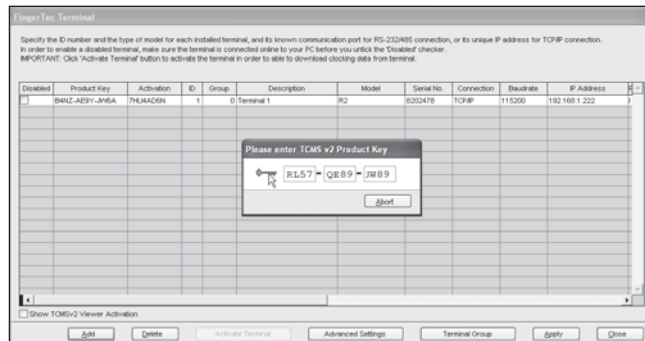 FingerTec Terminal
Specify the ID number and the type of model for each installed terminal, and its known communication port for RS-232/485 connection, or its unique IP address for TCP/IP connection.
In order to enable a disabled terminal, make sure the terminal is connected online to your PC before you untick the 'Disabled' checker.
IMPORTANT: Click 'Activate Terminal' button to activate the terminal in order to able to download clocking data from terminal.
Disabled Product Key Activation ID Group Description Model Serial No. Connection Baudrate IP Address
B4NZ-AE9Y-JW6A 7HU4AD6N 1 0 Terminal 1 R2 8202478 TCP/IP 115200 192.168.1.222
Please enter TCMS v2 Product Key
RL57 - QE89 - JW89
Abort
Show TCMSv2 Viewer Activation
Add Delete Activate Terminal Advanced Settings Terminal Group Apply Close